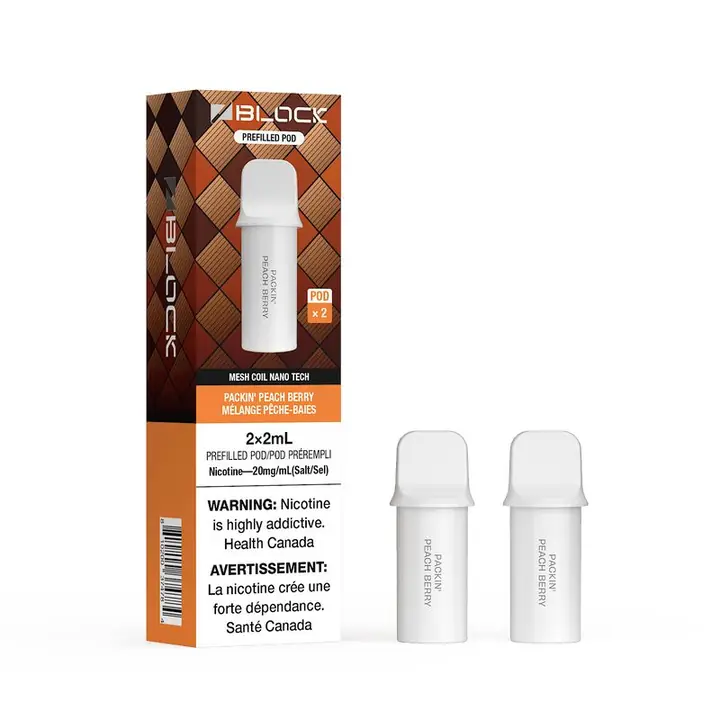 BLOCK
PREFILLED POD
PACKIN'
PEACH BERRY
POD
× 2
MESH COIL NANO TECH
PACKIN' PEACH BERRY
MÉLANGE PÊCHE-BAIES
2×2mL
PREFILLED POD/POD PRÉREMPLI
Nicotine—20mg/mL(Salt/Sel)
WARNING: Nicotine
is highly addictive.
Health Canada
AVERTISSEMENT:
La nicotine crée une
forte dépendance.
Santé Canada
BLOCK
PACKIN'
PEACH BERRY
PACKIN'
PEACH BERRY